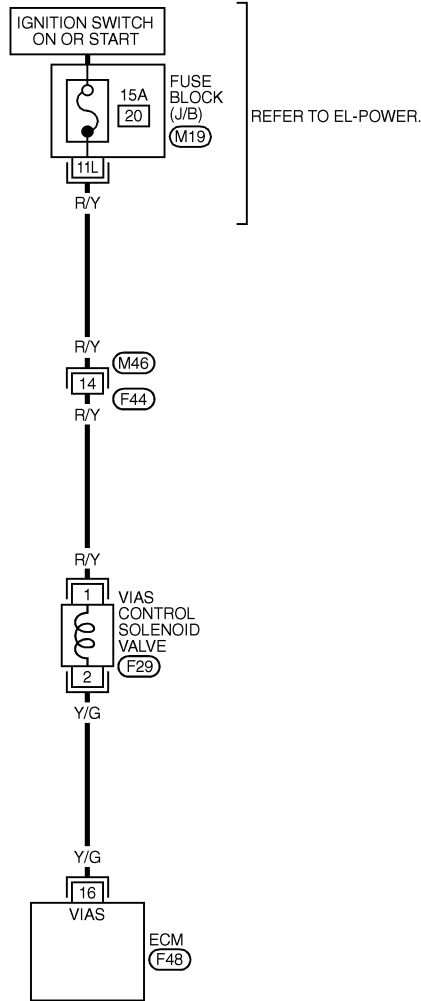 IGNITION SWITCH
ON OR START
FUSE
BLOCK
(J/B)
M19
15A
20
REFER TO EL-POWER.
11L
R/Y
R/Y
M46
14
F44
R/Y
R/Y
1
VIAS
CONTROL
SOLENOID
VALVE
F29
2
Y/G
Y/G
16
VIAS
ECM
F48